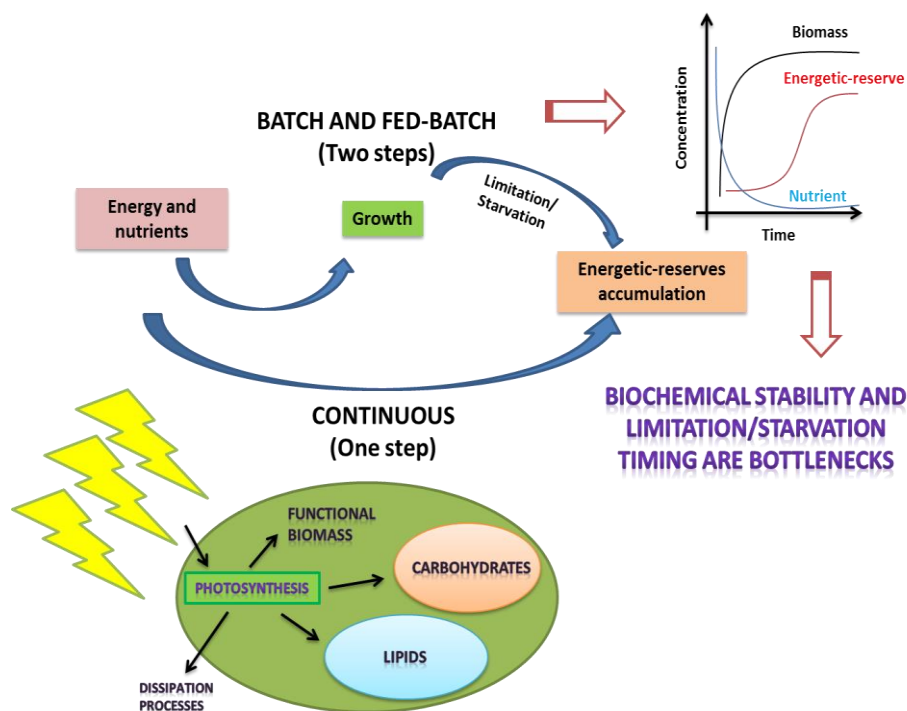 Biomass
Energetic-reserve
Concentration
Nutrient
Time
BATCH AND FED-BATCH
(Two steps)
Limitation/
Starvation
Energy and
nutrients
Growth
Energetic-reserves
accumulation
CONTINUOUS
(One step)
BIOCHEMICAL STABILITY AND
LIMITATION/STARVATION
TIMING ARE BOTTLENECKS
FUNCTIONAL
BIOMASS
CARBOHYDRATES
PHOTOSYNTHESIS
LIPIDS
DISSIPATION
PROCESSES